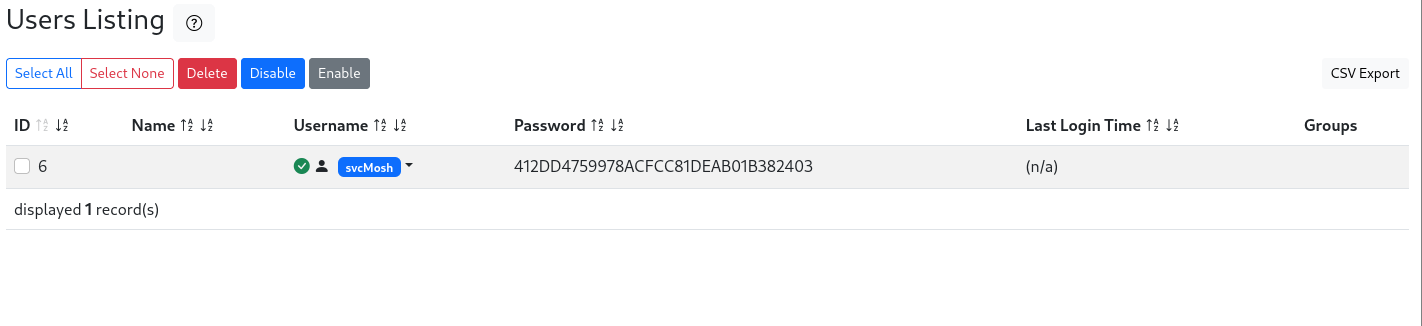 Users Listing
Select All Select None Delete Disable Enable CSV Export
ID Name Username Password Last Login Time Groups
6 svcMosh 412DD4759978ACFCC81DEAB01B382403 (n/a)
displayed 1 record(s)